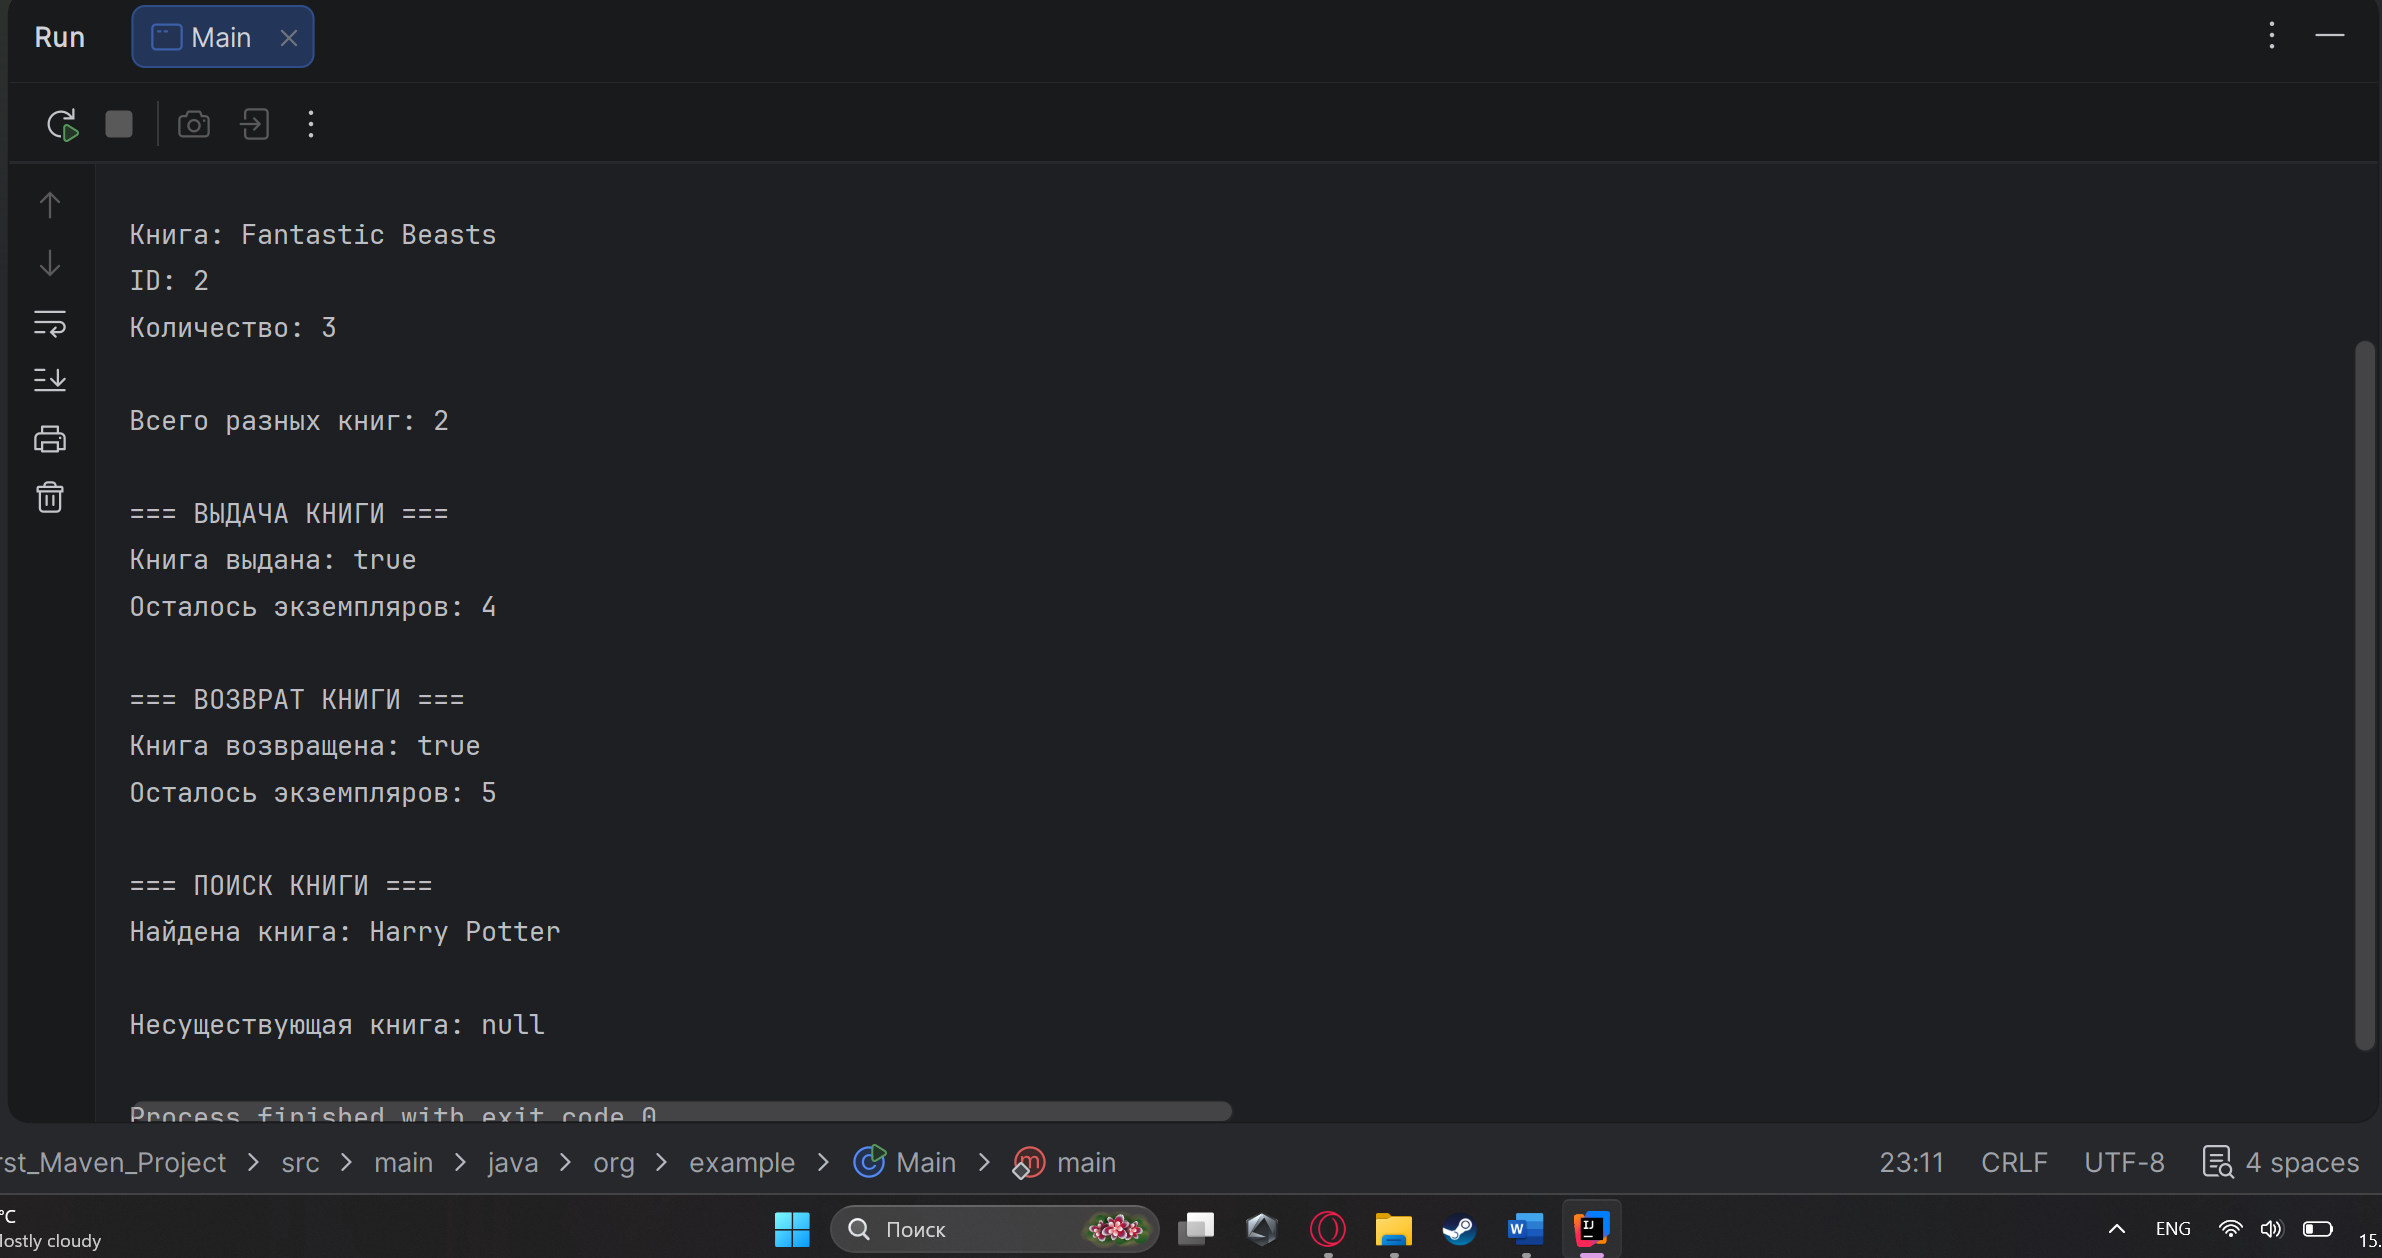 Run
Main
Книга: Fantastic Beasts
ID: 2
Количество: 3
Всего разных книг: 2
=== ВЫДАЧА КНИГИ ===
Книга выдана: true
Осталось экземпляров: 4
=== ВОЗВРАТ КНИГИ ===
Книга возвращена: true
Осталось экземпляров: 5
=== ПОИСК КНИГИ ===
Найдена книга: Harry Potter
Несуществующая книга: null
Process finished with exit code 0
rst_Maven_Project > src > main > java > org > example > Main > main
23:11 CRLF UTF-8 4 spaces
°C
lostly cloudy
Поиск
ENG
15.